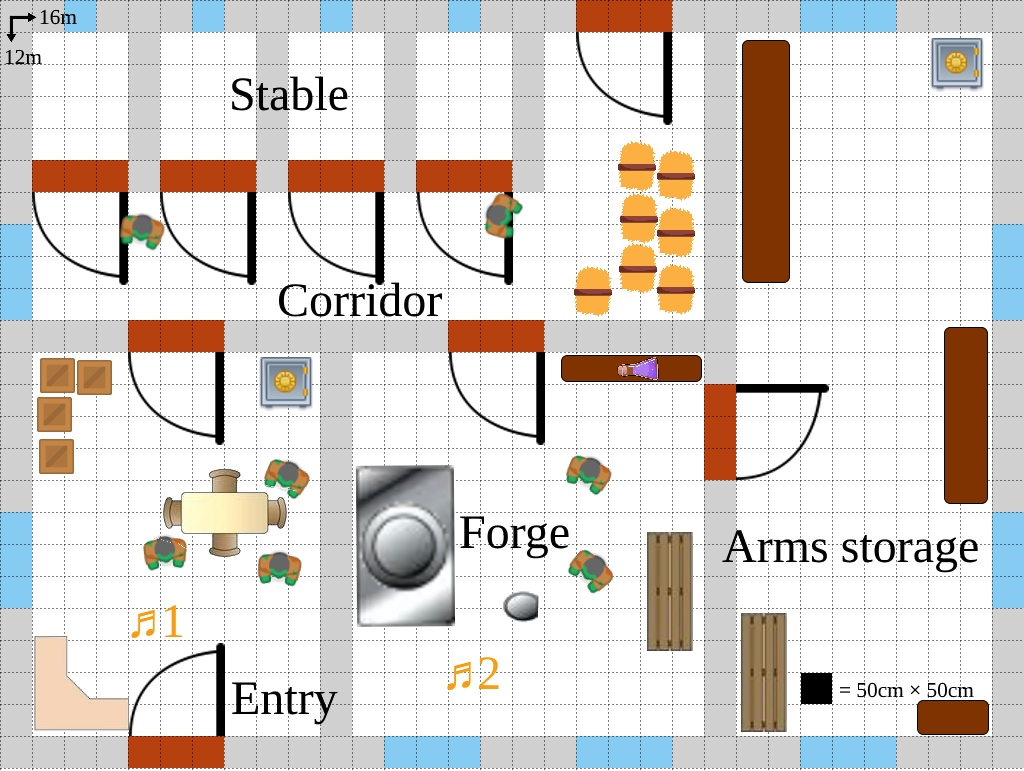 16m
12m
Stable
Corridor
Forge
Arms storage
♬1
♬2
Entry
= 50cm × 50cm